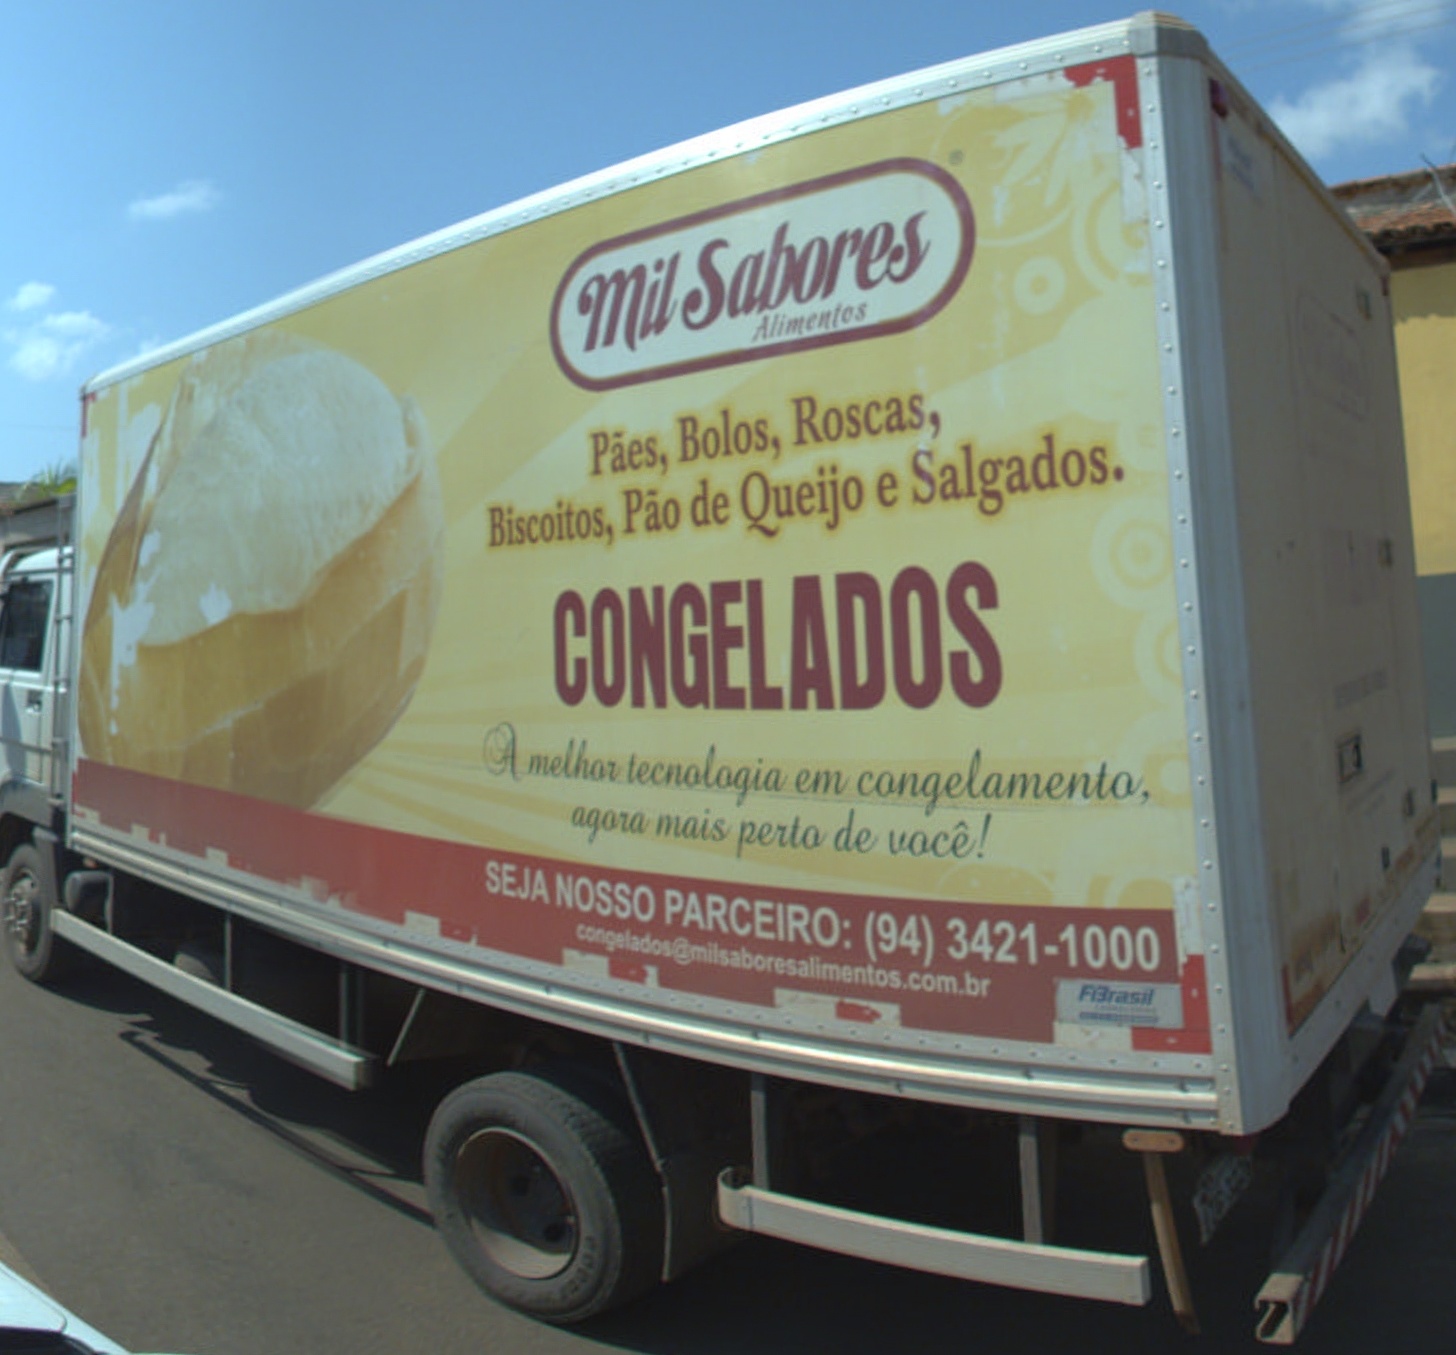 Mil Sabores
Alimentos
Pães, Bolos, Roscas,
Biscoitos, Pão de Queijo e Salgados.
CONGELADOS
A melhor tecnologia em congelamento,
agora mais perto de você!
SEJA NOSSO PARCEIRO: (94) 3421-1000
congelados@milsaboresalimentos.com.br
FiBrasil